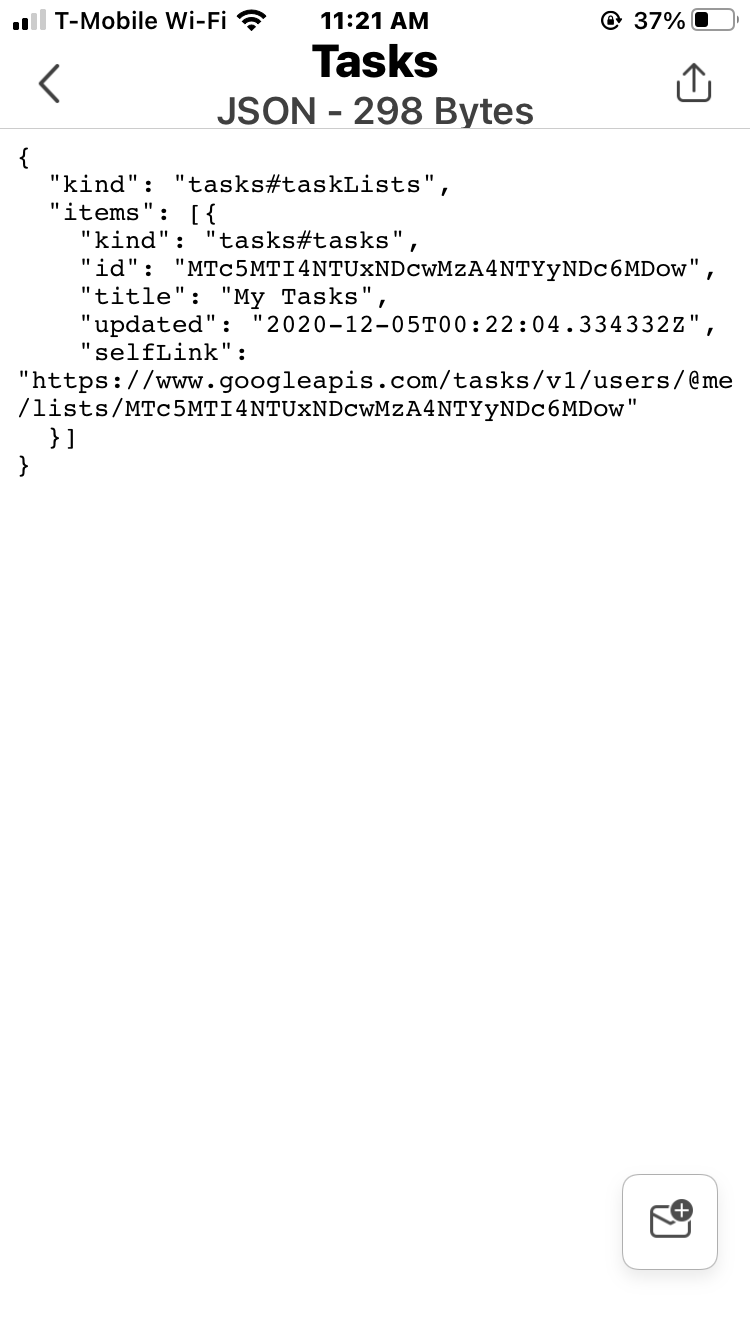 T-Mobile Wi-Fi 11:21 AM 37%
Tasks
JSON - 298 Bytes
{
  "kind": "tasks#taskLists",
  "items": [{
    "kind": "tasks#tasks",
    "id": "MTc5MTI4NTUxNDcwMzA4NTYyNDc6MDow",
    "title": "My Tasks",
    "updated": "2020-12-05T00:22:04.334332Z",
    "selfLink":
"https://www.googleapis.com/tasks/v1/users/@me
/lists/MTc5MTI4NTUxNDcwMzA4NTYyNDc6MDow"
  }]
}